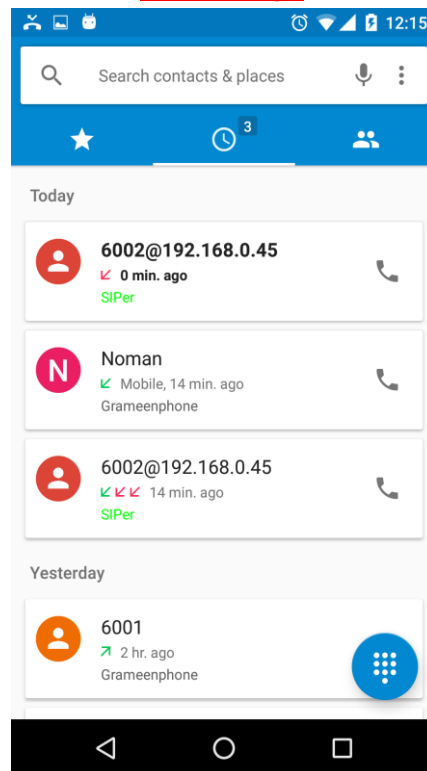 12:15
Search contacts & places
3
Today
6002@192.168.0.45
0 min. ago
SIPer
N
Noman
Mobile, 14 min. ago
Grameenphone
6002@192.168.0.45
14 min. ago
SIPer
Yesterday
6001
2 hr. ago
Grameenphone